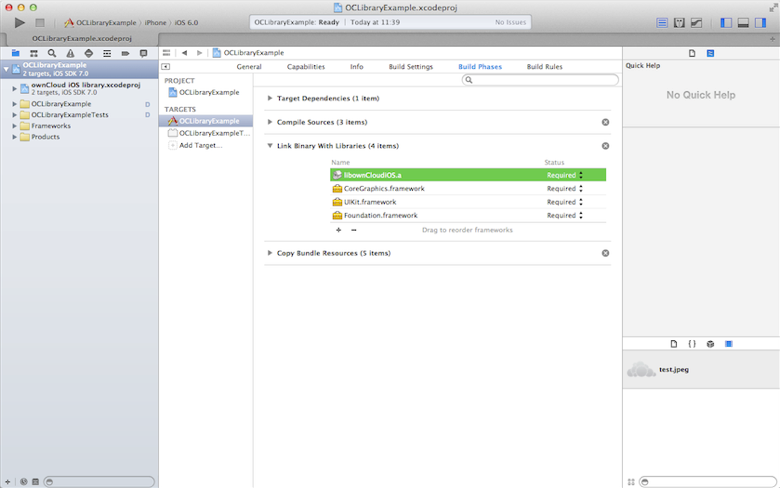 OCLibraryExample.xcodeproj
OCLibraryExample
iPhone
iOS 6.0
OCLibraryExample: Ready
Today at 11:39
No Issues
OCLibraryExample.xcodeproj
OCLibraryExample
2 targets, iOS SDK 7.0
ownCloud iOS library.xcodeproj
2 targets, iOS SDK 7.0
OCLibraryExample D
OCLibraryExampleTests D
Frameworks
Products
OCLibraryExample
General Capabilities Info Build Settings Build Phases Build Rules
PROJECT
OCLibraryExample
TARGETS
OCLibraryExample
OCLibraryExampleT...
Add Target...
Target Dependencies (1 item)
Compile Sources (3 items)
Link Binary With Libraries (4 items)
Name Status
libownCloudiOS.a Required
CoreGraphics.framework Required
UIKit.framework Required
Foundation.framework Required
+ − Drag to reorder frameworks
Copy Bundle Resources (5 items)
Quick Help
No Quick Help
{ }
test.jpeg